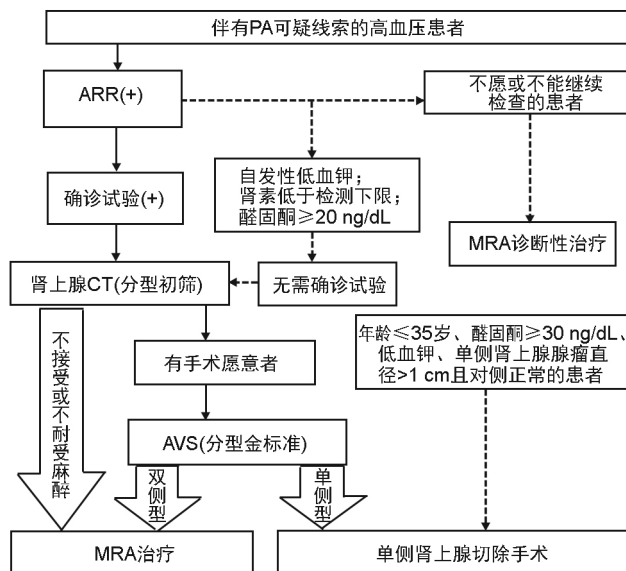 伴有PA可疑线索的高血压患者
ARR(+)
不愿或不能继续
检查的患者
自发性低血钾；
肾素低于检测下限；
醛固酮≥20 ng/dL
确诊试验(+)
MRA诊断性治疗
肾上腺CT(分型初筛)
无需确诊试验
年龄≤35岁、醛固酮≥30 ng/dL、
低血钾、单侧肾上腺腺瘤直
径>1 cm且对侧正常的患者
有手术愿意者
不接受或不耐受麻醉
AVS(分型金标准)
双侧型
单侧型
MRA治疗
单侧肾上腺切除手术